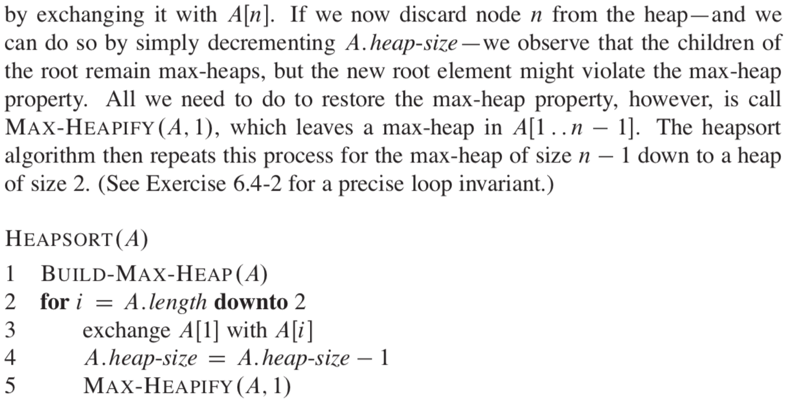 by exchanging it with A[n]. If we now discard node n from the heap—and we
can do so by simply decrementing A.heap-size—we observe that the children of
the root remain max-heaps, but the new root element might violate the max-heap
property. All we need to do to restore the max-heap property, however, is call
MAX-HEAPIFY(A, 1), which leaves a max-heap in A[1 . . n − 1]. The heapsort
algorithm then repeats this process for the max-heap of size n − 1 down to a heap
of size 2. (See Exercise 6.4-2 for a precise loop invariant.)
HEAPSORT(A)
1 BUILD-MAX-HEAP(A)
2 for i = A.length downto 2
3 exchange A[1] with A[i]
4 A.heap-size = A.heap-size − 1
5 MAX-HEAPIFY(A, 1)